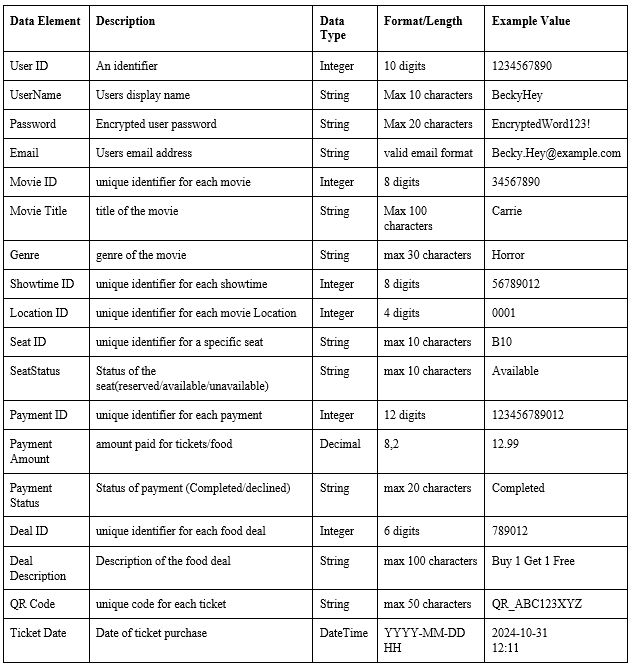 Data Element Description Data Type Format/Length Example Value
User ID An identifier Integer 10 digits 1234567890
UserName Users display name String Max 10 characters BeckyHey
Password Encrypted user password String Max 20 characters EncryptedWord123!
Email Users email address String valid email format Becky.Hey@example.com
Movie ID unique identifier for each movie Integer 8 digits 34567890
Movie Title title of the movie String Max 100 characters Carrie
Genre genre of the movie String max 30 characters Horror
Showtime ID unique identifier for each showtime Integer 8 digits 56789012
Location ID unique identifier for each movie Location Integer 4 digits 0001
Seat ID unique identifier for a specific seat String max 10 characters B10
SeatStatus Status of the seat(reserved/available/unavailable) String max 10 characters Available
Payment ID unique identifier for each payment Integer 12 digits 123456789012
Payment Amount amount paid for tickets/food Decimal 8,2 12.99
Payment Status Status of payment (Completed/declined) String max 20 characters Completed
Deal ID unique identifier for each food deal Integer 6 digits 789012
Deal Description Description of the food deal String max 100 characters Buy 1 Get 1 Free
QR Code unique code for each ticket String max 50 characters QR_ABC123XYZ
Ticket Date Date of ticket purchase DateTime YYYY-MM-DD HH 2024-10-31 12:11